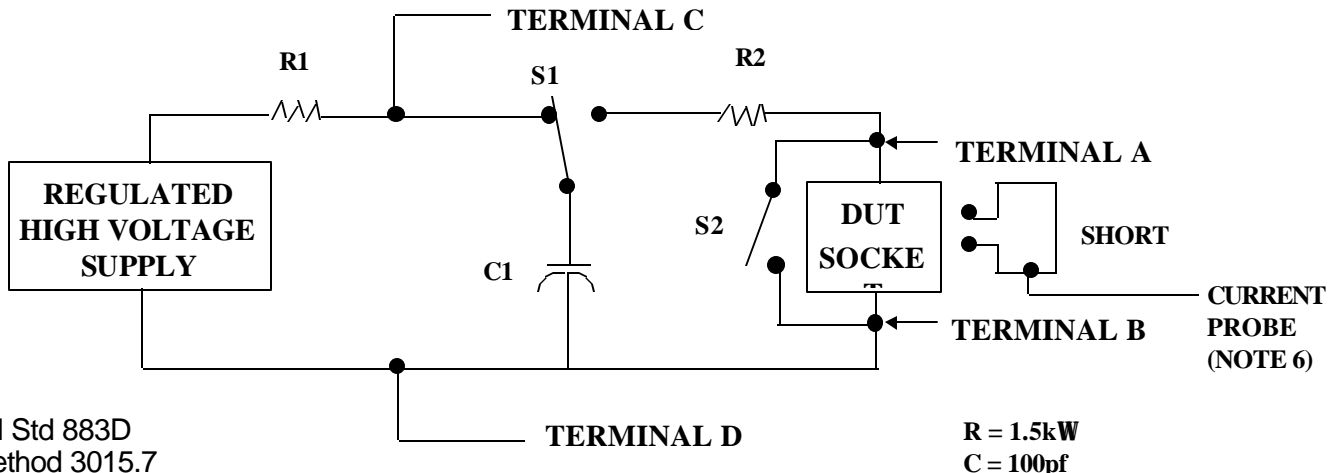 TERMINAL C
R1
S1
R2
TERMINAL A
REGULATED
HIGH VOLTAGE
SUPPLY
S2
DUT
SOCKE
SHORT
C1
CURRENT
PROBE
(NOTE 6)
TERMINAL B
Std 883D
3015.7
TERMINAL D
R = 1.5kW
C = 100pf